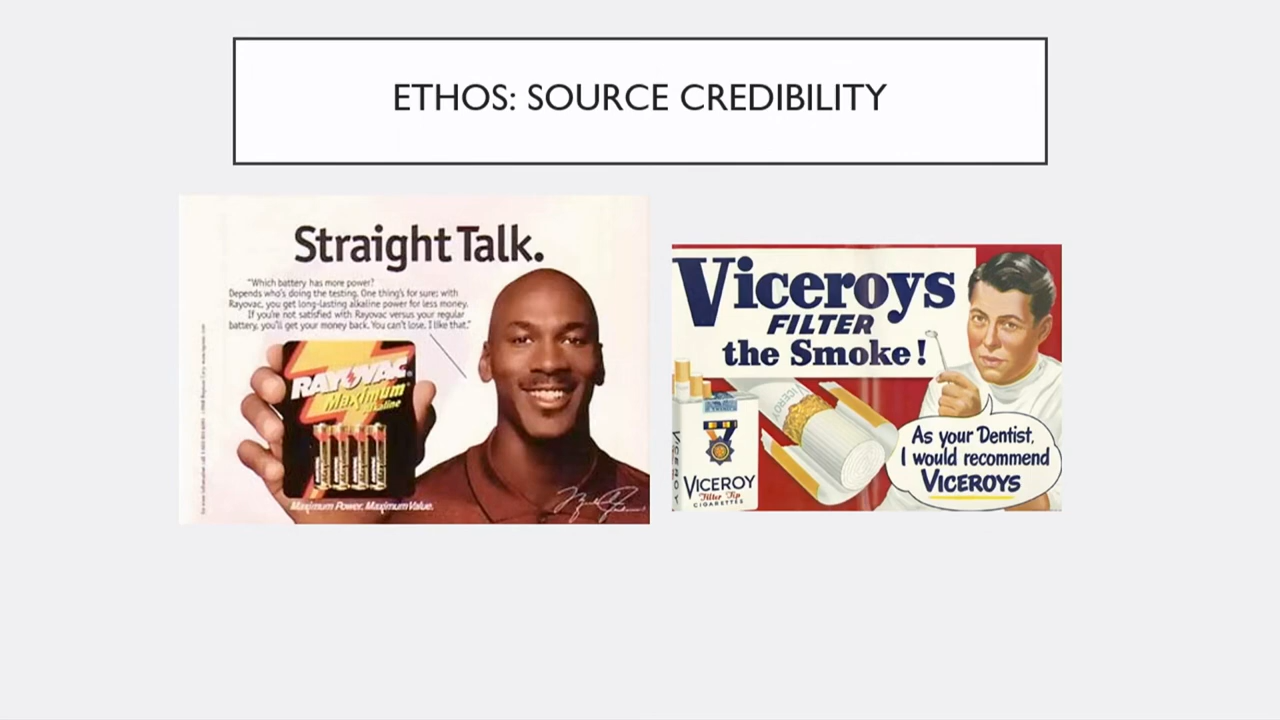 ETHOS: SOURCE CREDIBILITY
Straight Talk.
"Which battery has more power?
Depends who's doing the testing. One thing's for sure; with
Rayovac, you get long-lasting alkaline power for less money.
If you're not satisfied with Rayovac versus your regular
battery, you'll get your money back. You can't lose. I like that."
RAYOVAC
Maximum
alkaline
Maximum Power. Maximum Value.
Viceroys
FILTER
the Smoke!
VICEROY
VICEROY
VICEROY
Filter Tip
CIGARETTES
As your Dentist,
I would recommend
VICEROYS